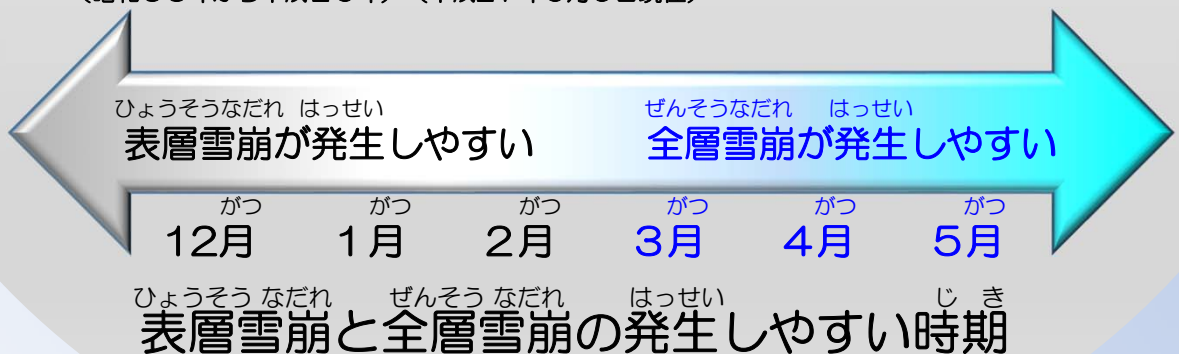 ひょうそうなだれ はっせい ぜんそうなだれ はっせい
表層雪崩が発生しやすい 全層雪崩が発生しやすい
がつ がつ がつ がつ がつ がつ
12月 1月 2月 3月 4月 5月
ひょうそう なだれ ぜんそう なだれ はっせい じ き
表層雪崩と全層雪崩の発生しやすい時期